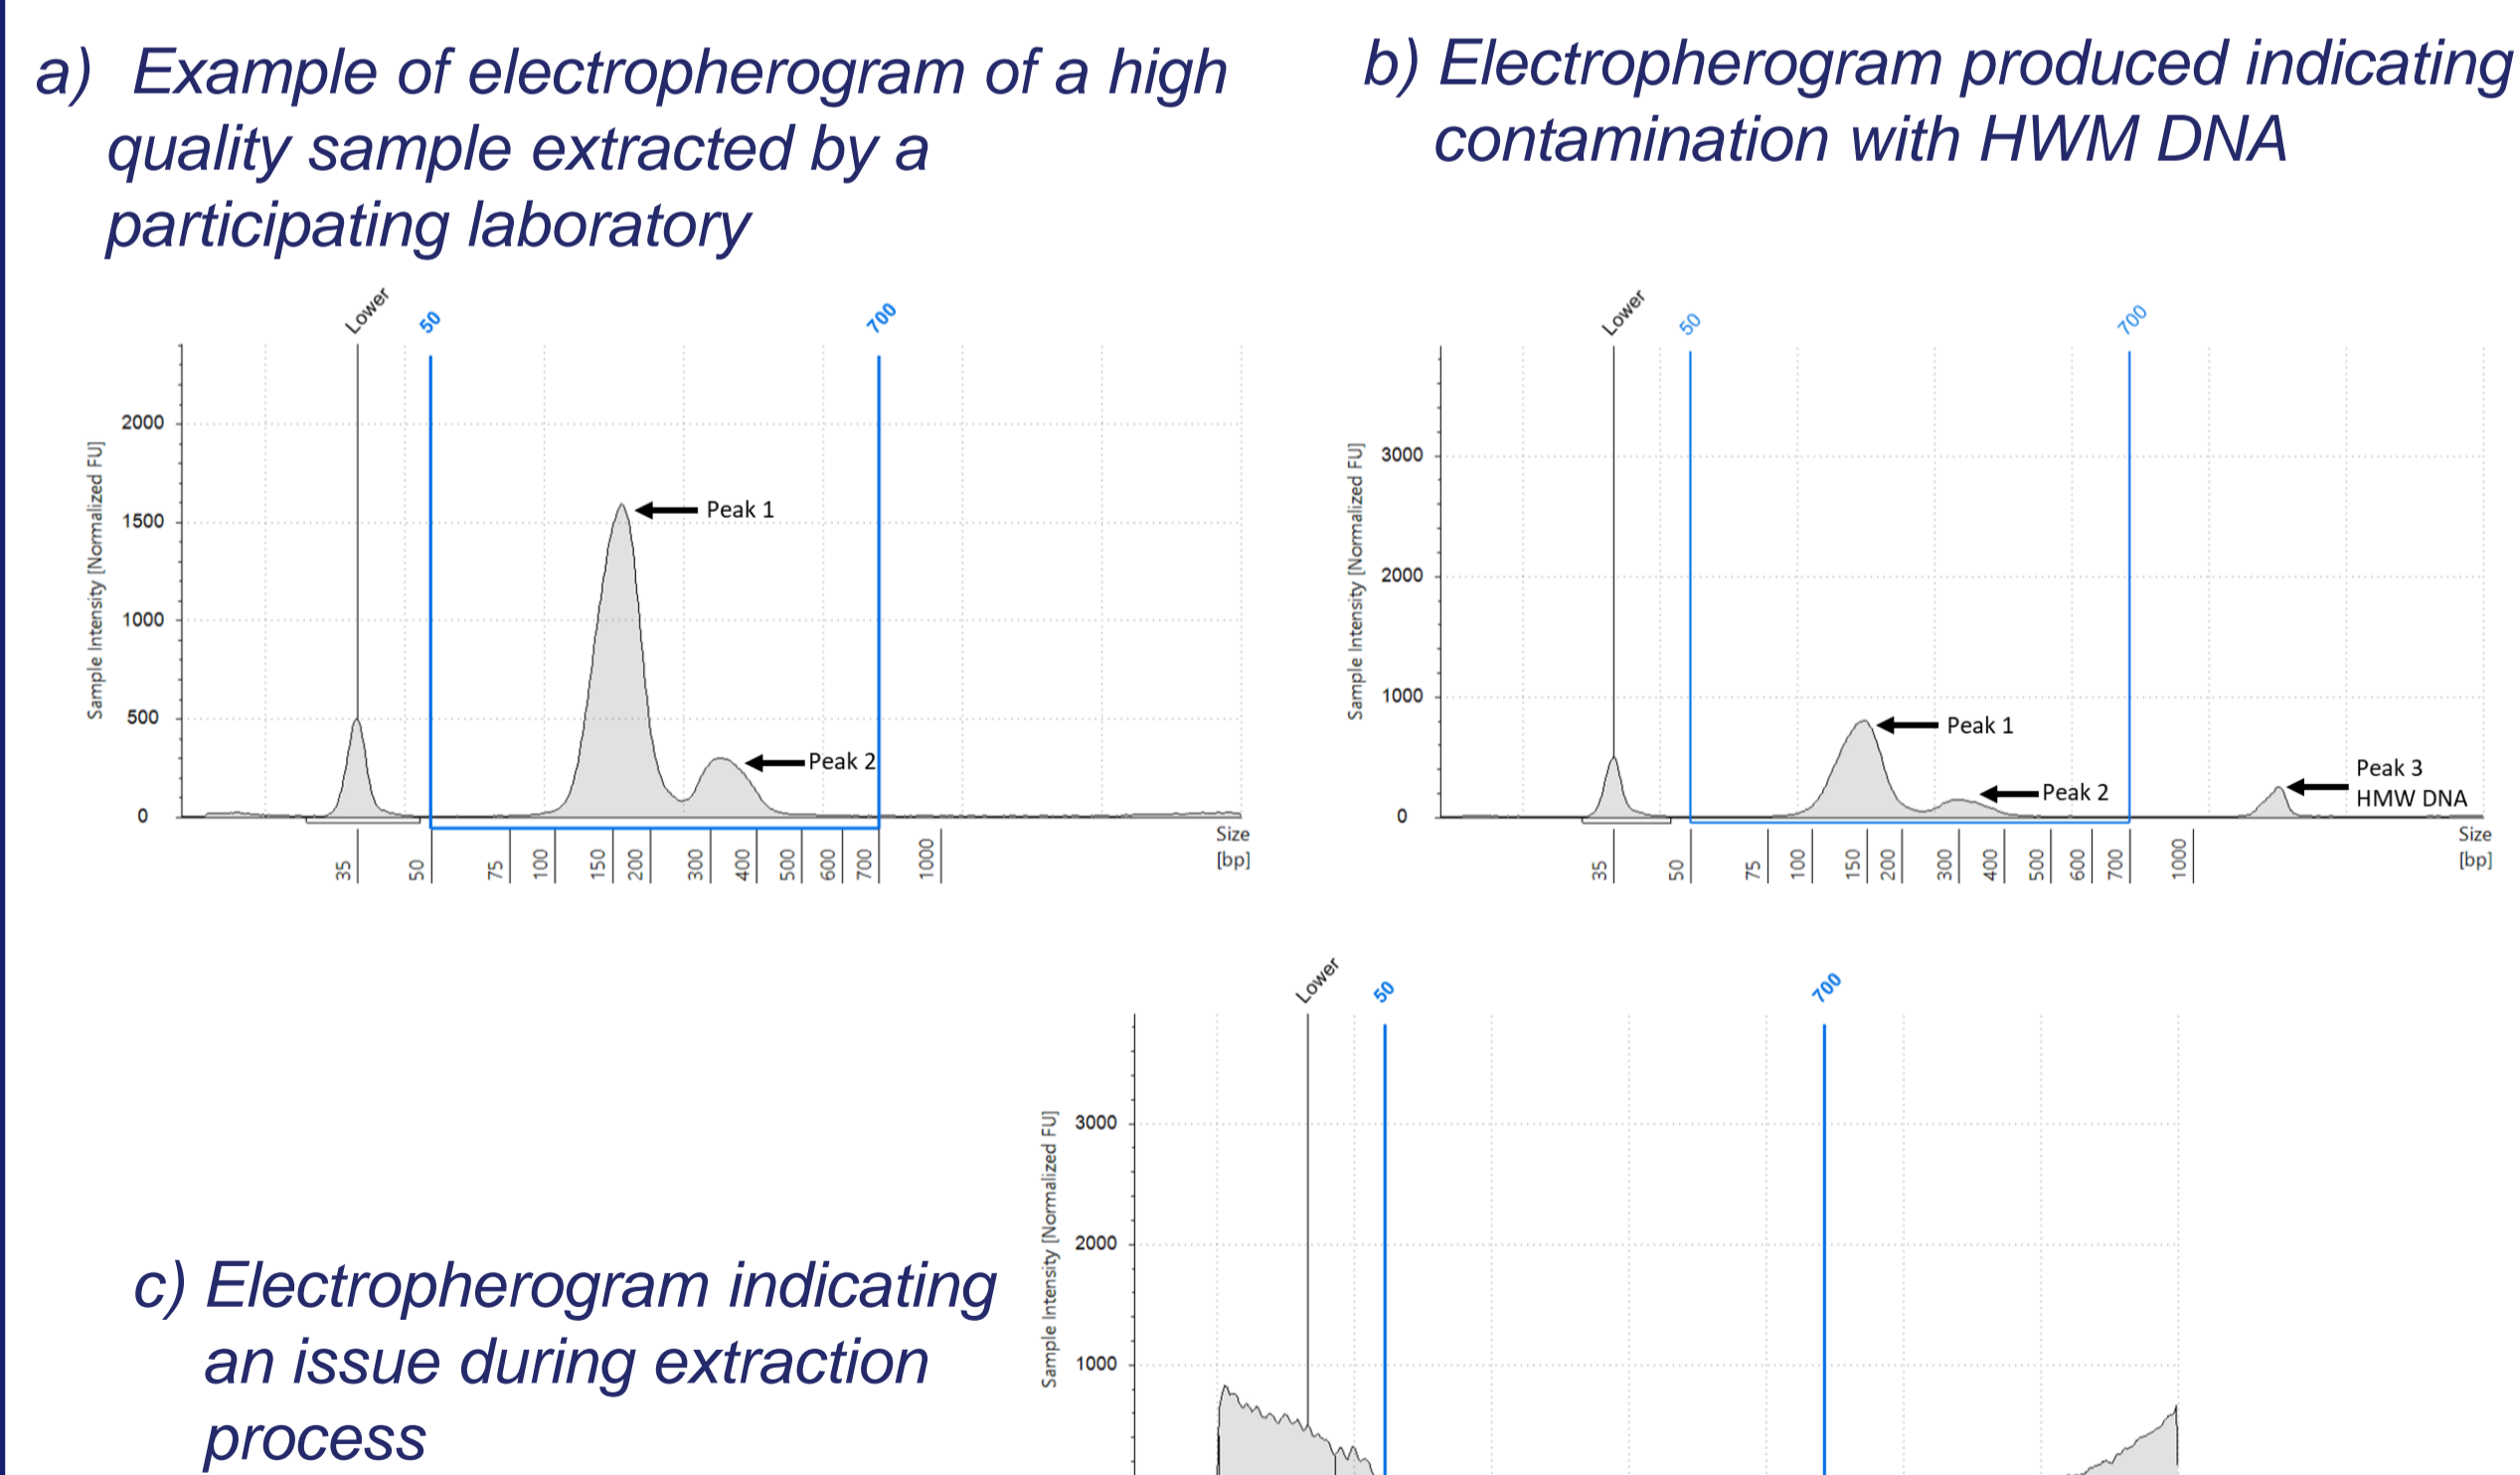 a) Example of electropherogram of a high
quality sample extracted by a
participating laboratory
b) Electropherogram produced indicating
contamination with HWM DNA
Lower
50
700
Sample Intensity [Normalized FU]
2000
1500
1000
500
0
Peak 1
Peak 2
35
50
75
100
150
200
300
400
500
600
700
1000
Size
[bp]
Lower
50
700
Sample Intensity [Normalized FU]
3000
2000
1000
0
Peak 1
Peak 2
Peak 3
HMW DNA
35
50
75
100
150
200
300
400
500
600
700
1000
Size
[bp]
c) Electropherogram indicating
an issue during extraction
process
Lower
50
700
Sample Intensity [Normalized FU]
3000
2000
1000